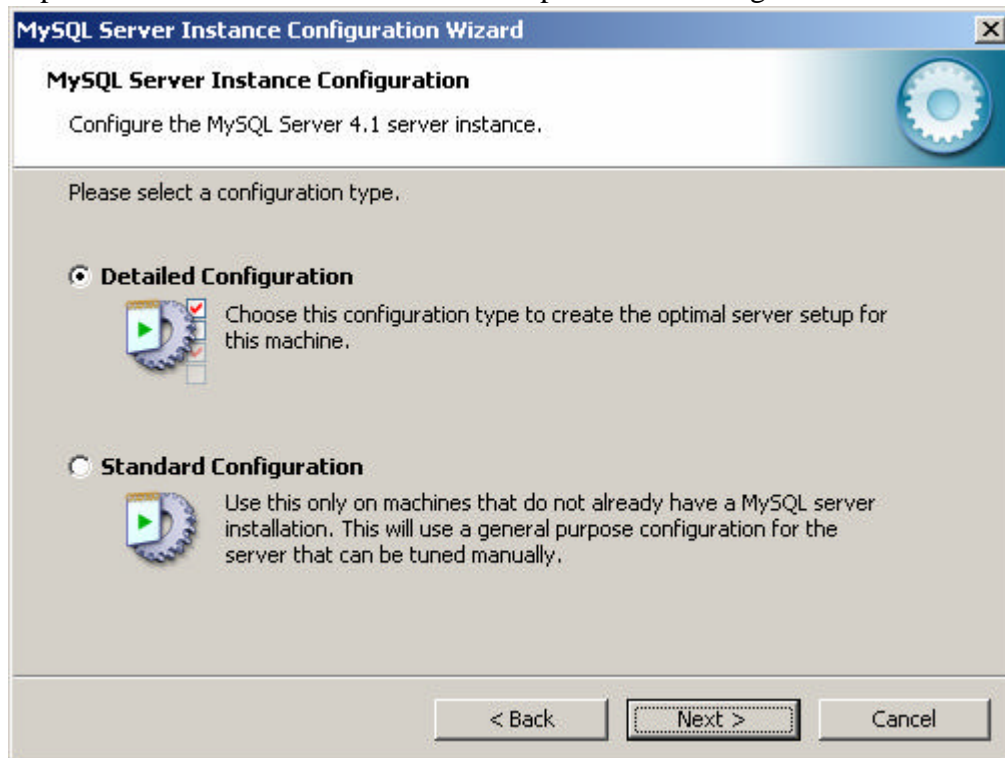 MySQL Server Instance Configuration Wizard
MySQL Server Instance Configuration
Configure the MySQL Server 4.1 server instance.
Please select a configuration type.
Detailed Configuration
Choose this configuration type to create the optimal server setup for
this machine.
Standard Configuration
Use this only on machines that do not already have a MySQL server
installation. This will use a general purpose configuration for the
server that can be tuned manually.
< Back
Next >
Cancel